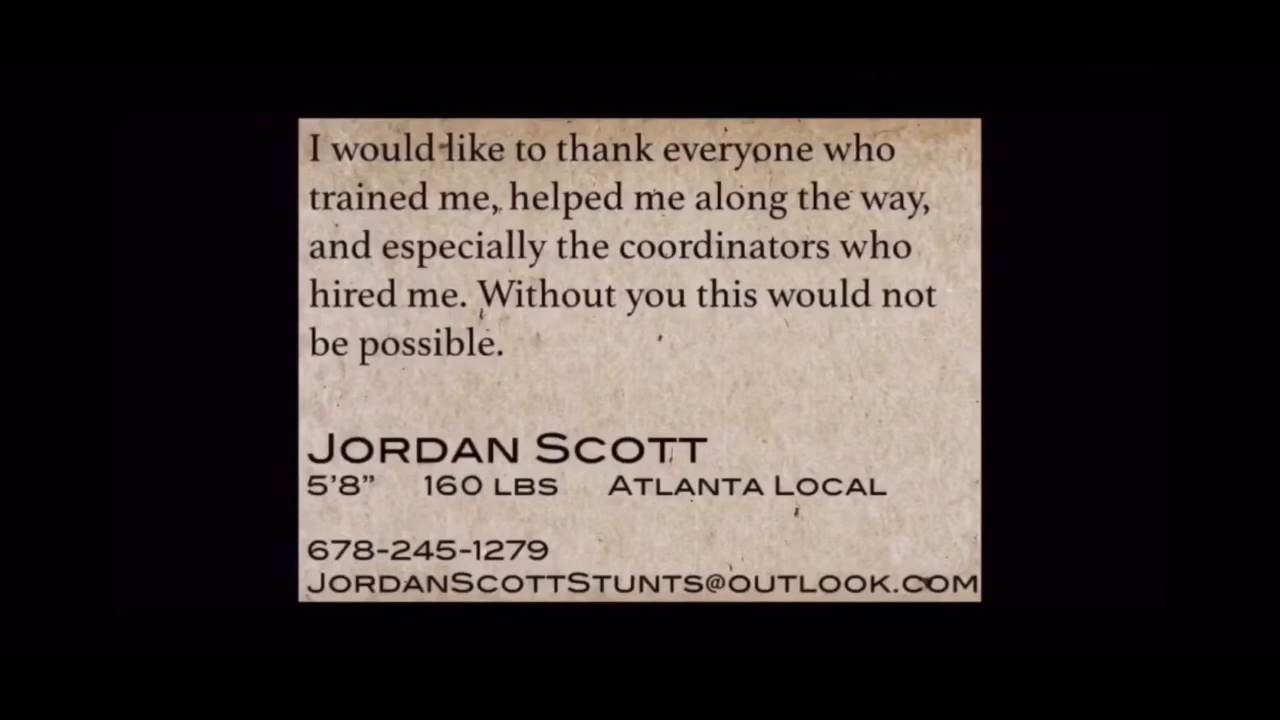 I would like to thank everyone who
trained me, helped me along the way,
and especially the coordinators who
hired me. Without you this would not
be possible.
Jordan Scott
5'8” 160 lbs Atlanta Local
678-245-1279
JordanScottStunts@outlook.com